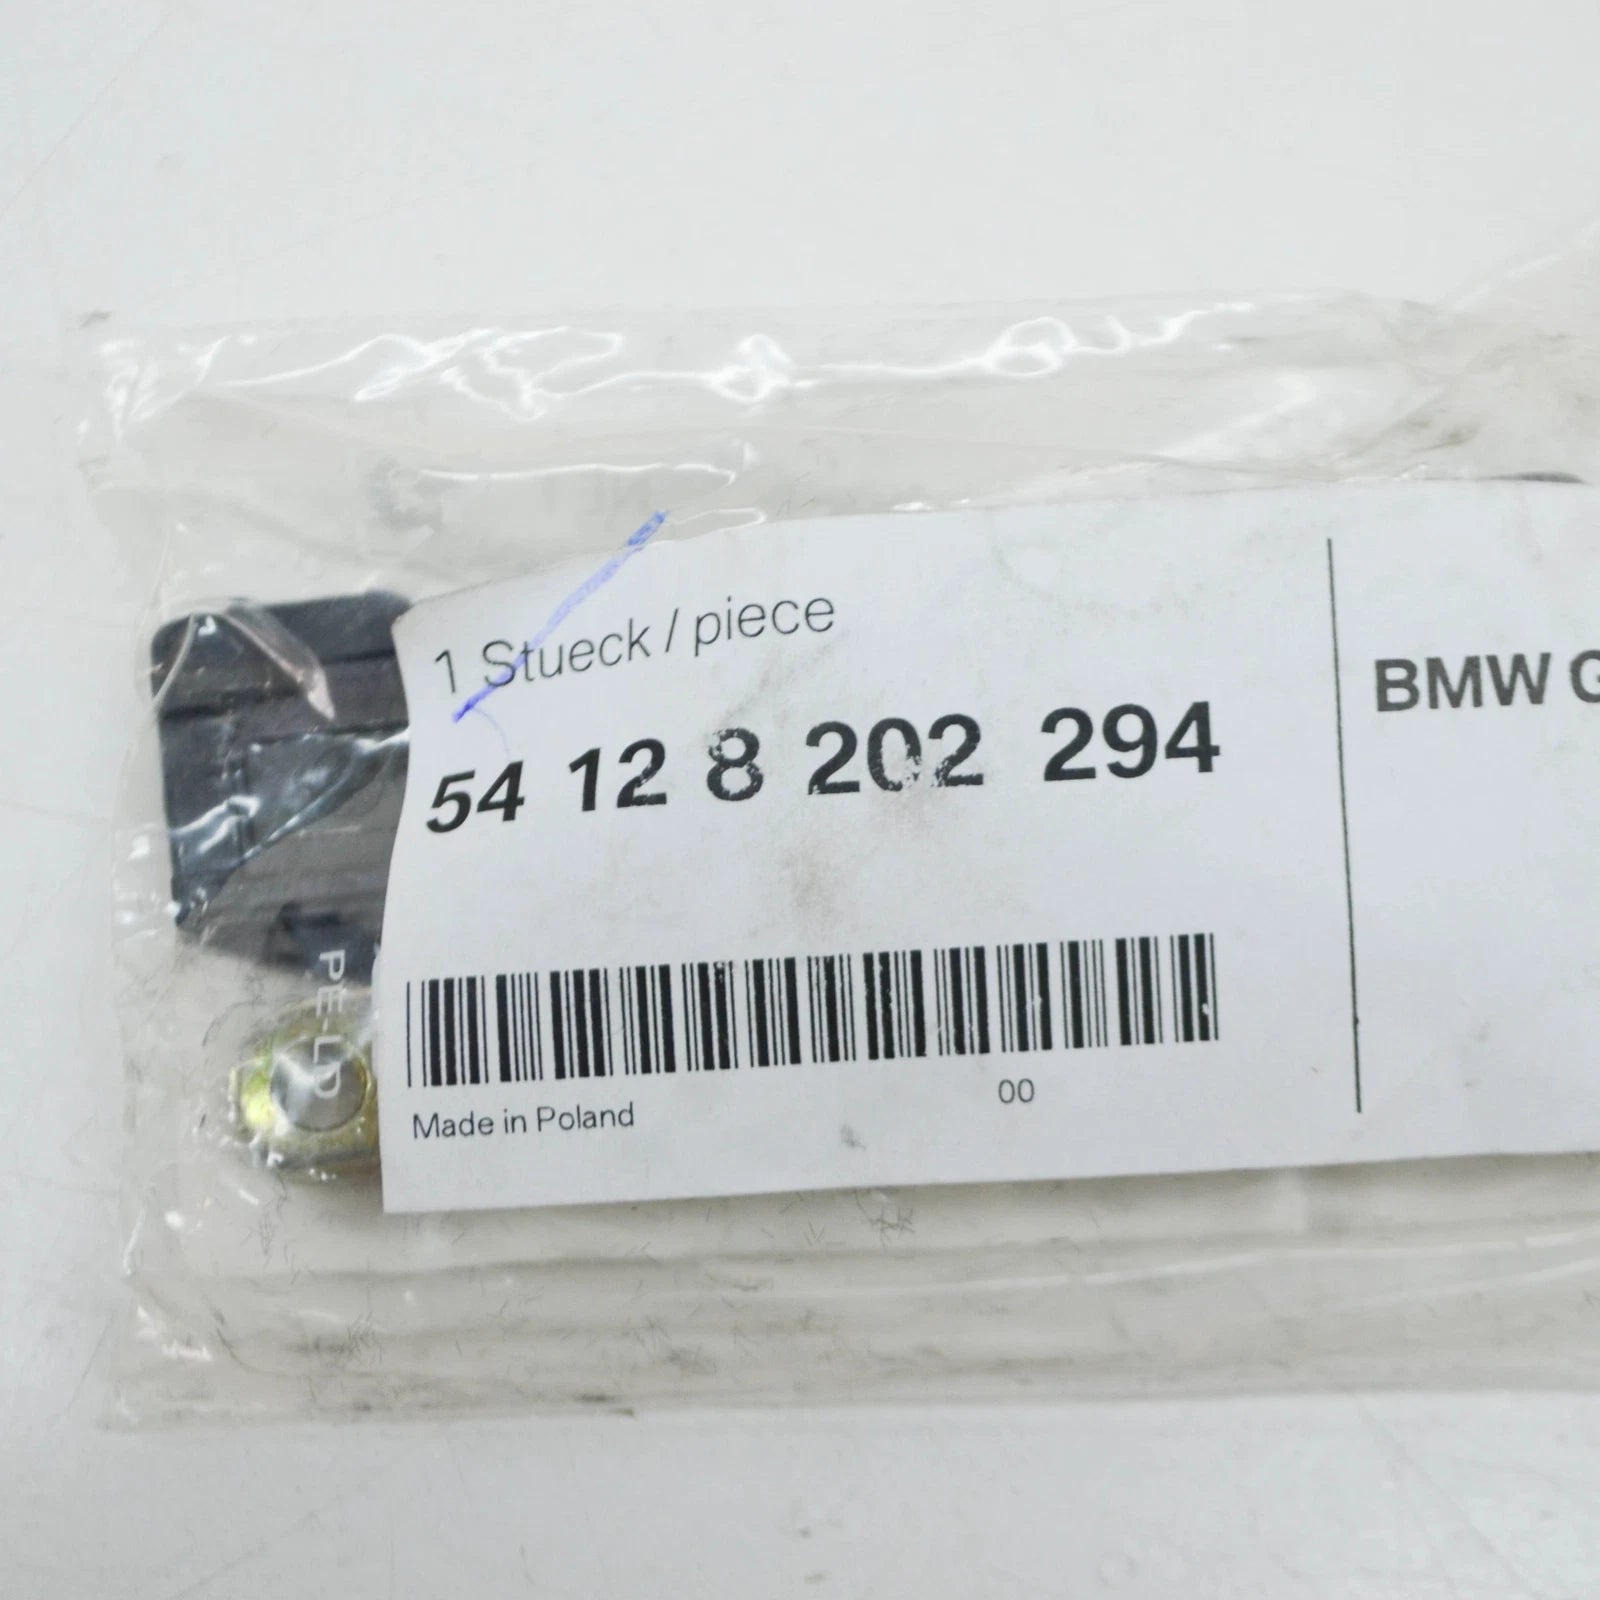 1 Stueck / piece
54 12 8 202 294
BMW G
00
Made in Poland
PE-LD